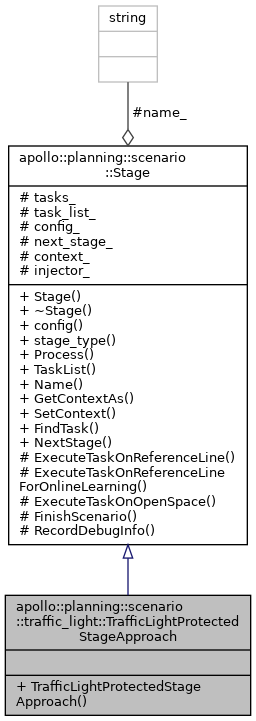 string
#name_
apollo::planning::scenario
::Stage
# tasks_
# task_list_
# config_
# next_stage_
# context_
# injector_
+ Stage()
+ ~Stage()
+ config()
+ stage_type()
+ Process()
+ TaskList()
+ Name()
+ GetContextAs()
+ SetContext()
+ FindTask()
+ NextStage()
# ExecuteTaskOnReferenceLine()
# ExecuteTaskOnReferenceLine
ForOnlineLearning()
# ExecuteTaskOnOpenSpace()
# FinishScenario()
# RecordDebugInfo()
apollo::planning::scenario
::traffic_light::TrafficLightProtected
StageApproach
+ TrafficLightProtectedStage
Approach()